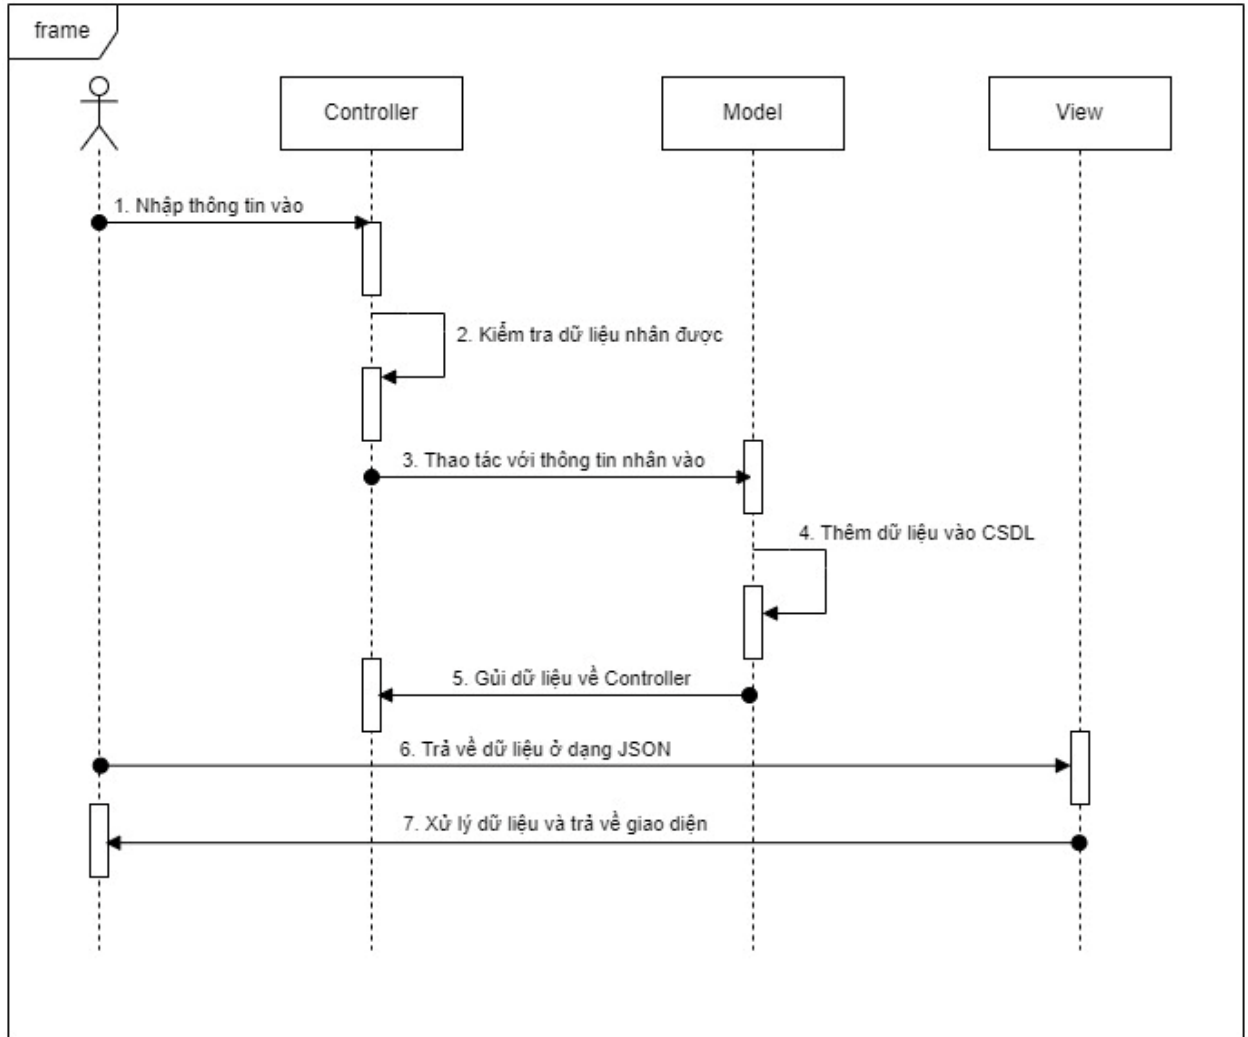 frame
Controller
Model
View
1. Nhập thông tin vào
2. Kiểm tra dữ liệu nhân được
3. Thao tác với thông tin nhân vào
4. Thêm dữ liệu vào CSDL
5. Gủi dữ liệu về Controller
6. Trả về dữ liệu ở dạng JSON
7. Xử lý dữ liệu và trả về giao diện